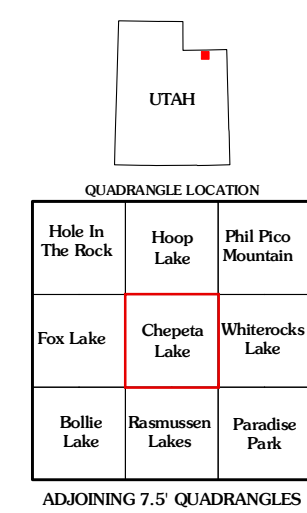 UTAH
QUADRANGLE LOCATION
Hole In
The Rock
Hoop
Lake
Phil Pico
Mountain
Fox Lake
Chepeta
Lake
Whiterocks
Lake
Bollie
Lake
Rasmussen
Lakes
Paradise
Park
ADJOINING 7.5' QUADRANGLES